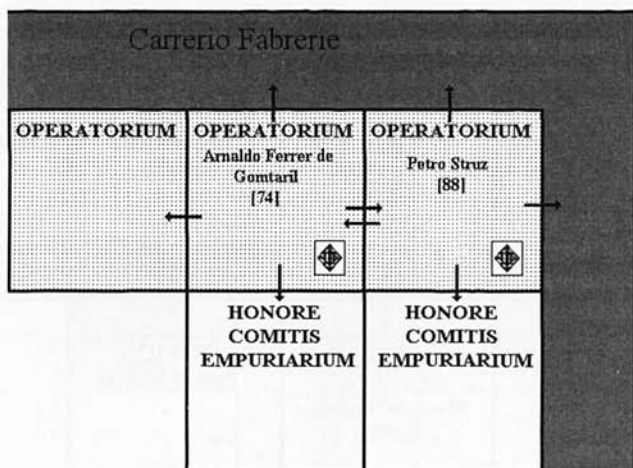 Carrerio Fabrerie
OPERATORIUM
OPERATORIUM
Arnaldo Ferrer de
Gomtaril
[74]
OPERATORIUM
Petro Struz
[88]
HONORE
COMITIS
EMPURIARIUM
HONORE
COMITIS
EMPURIARIUM